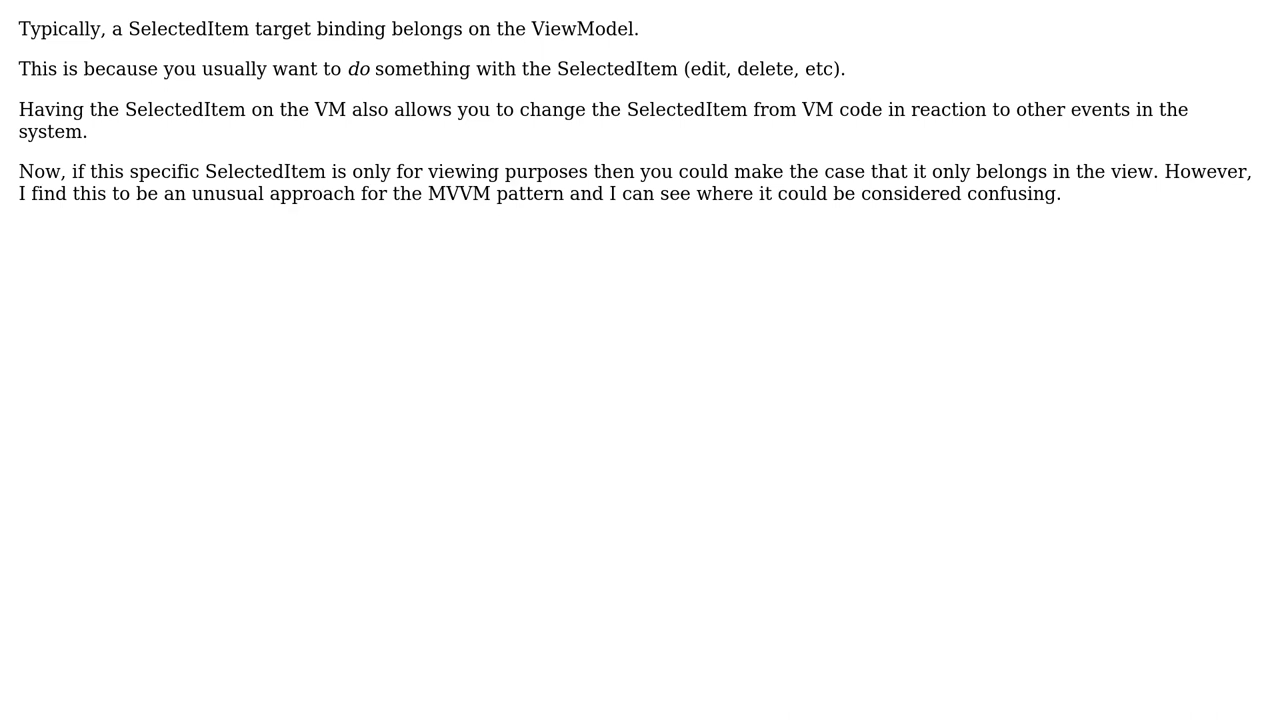 Typically, a SelectedItem target binding belongs on the ViewModel.
This is because you usually want to do something with the SelectedItem (edit, delete, etc).
Having the SelectedItem on the VM also allows you to change the SelectedItem from VM code in reaction to other events in the
system.
Now, if this specific SelectedItem is only for viewing purposes then you could make the case that it only belongs in the view. However,
I find this to be an unusual approach for the MVVM pattern and I can see where it could be considered confusing.